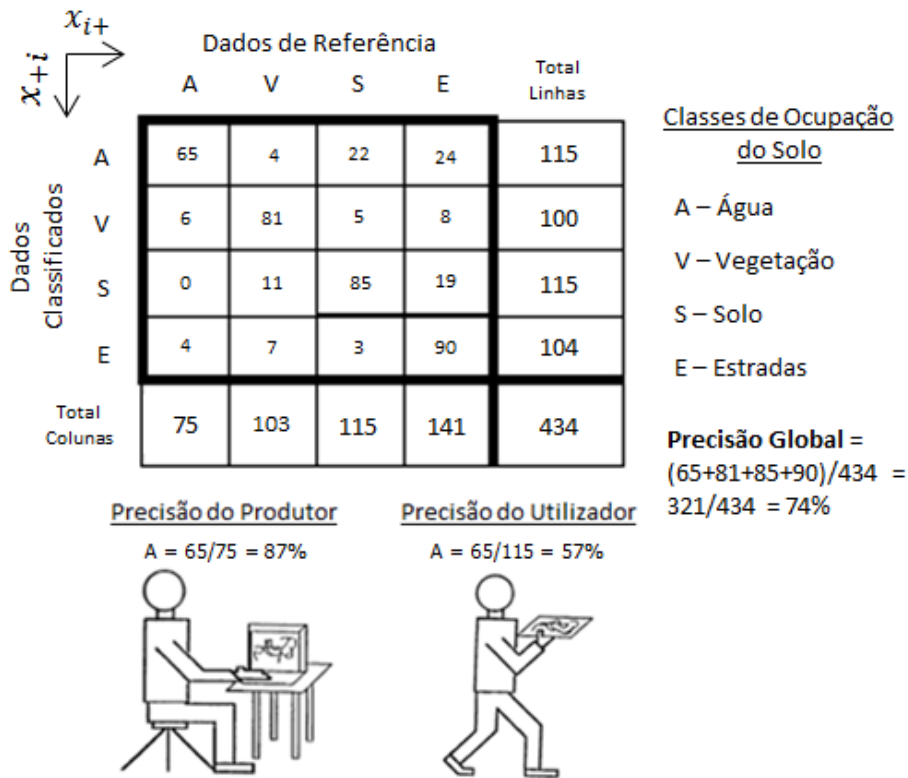 x_{i+}
x_{+i}
Dados de Referência
A V S E Total Linhas
Dados Classificados
A 65 4 22 24 115
V 6 81 5 8 100
S 0 11 85 19 115
E 4 7 3 90 104
Total Colunas 75 103 115 141 434
Classes de Ocupação
do Solo
A – Água
V – Vegetação
S – Solo
E – Estradas
Precisão Global =
(65+81+85+90)/434 =
321/434 = 74%
Precisão do Produtor
A = 65/75 = 87%
Precisão do Utilizador
A = 65/115 = 57%